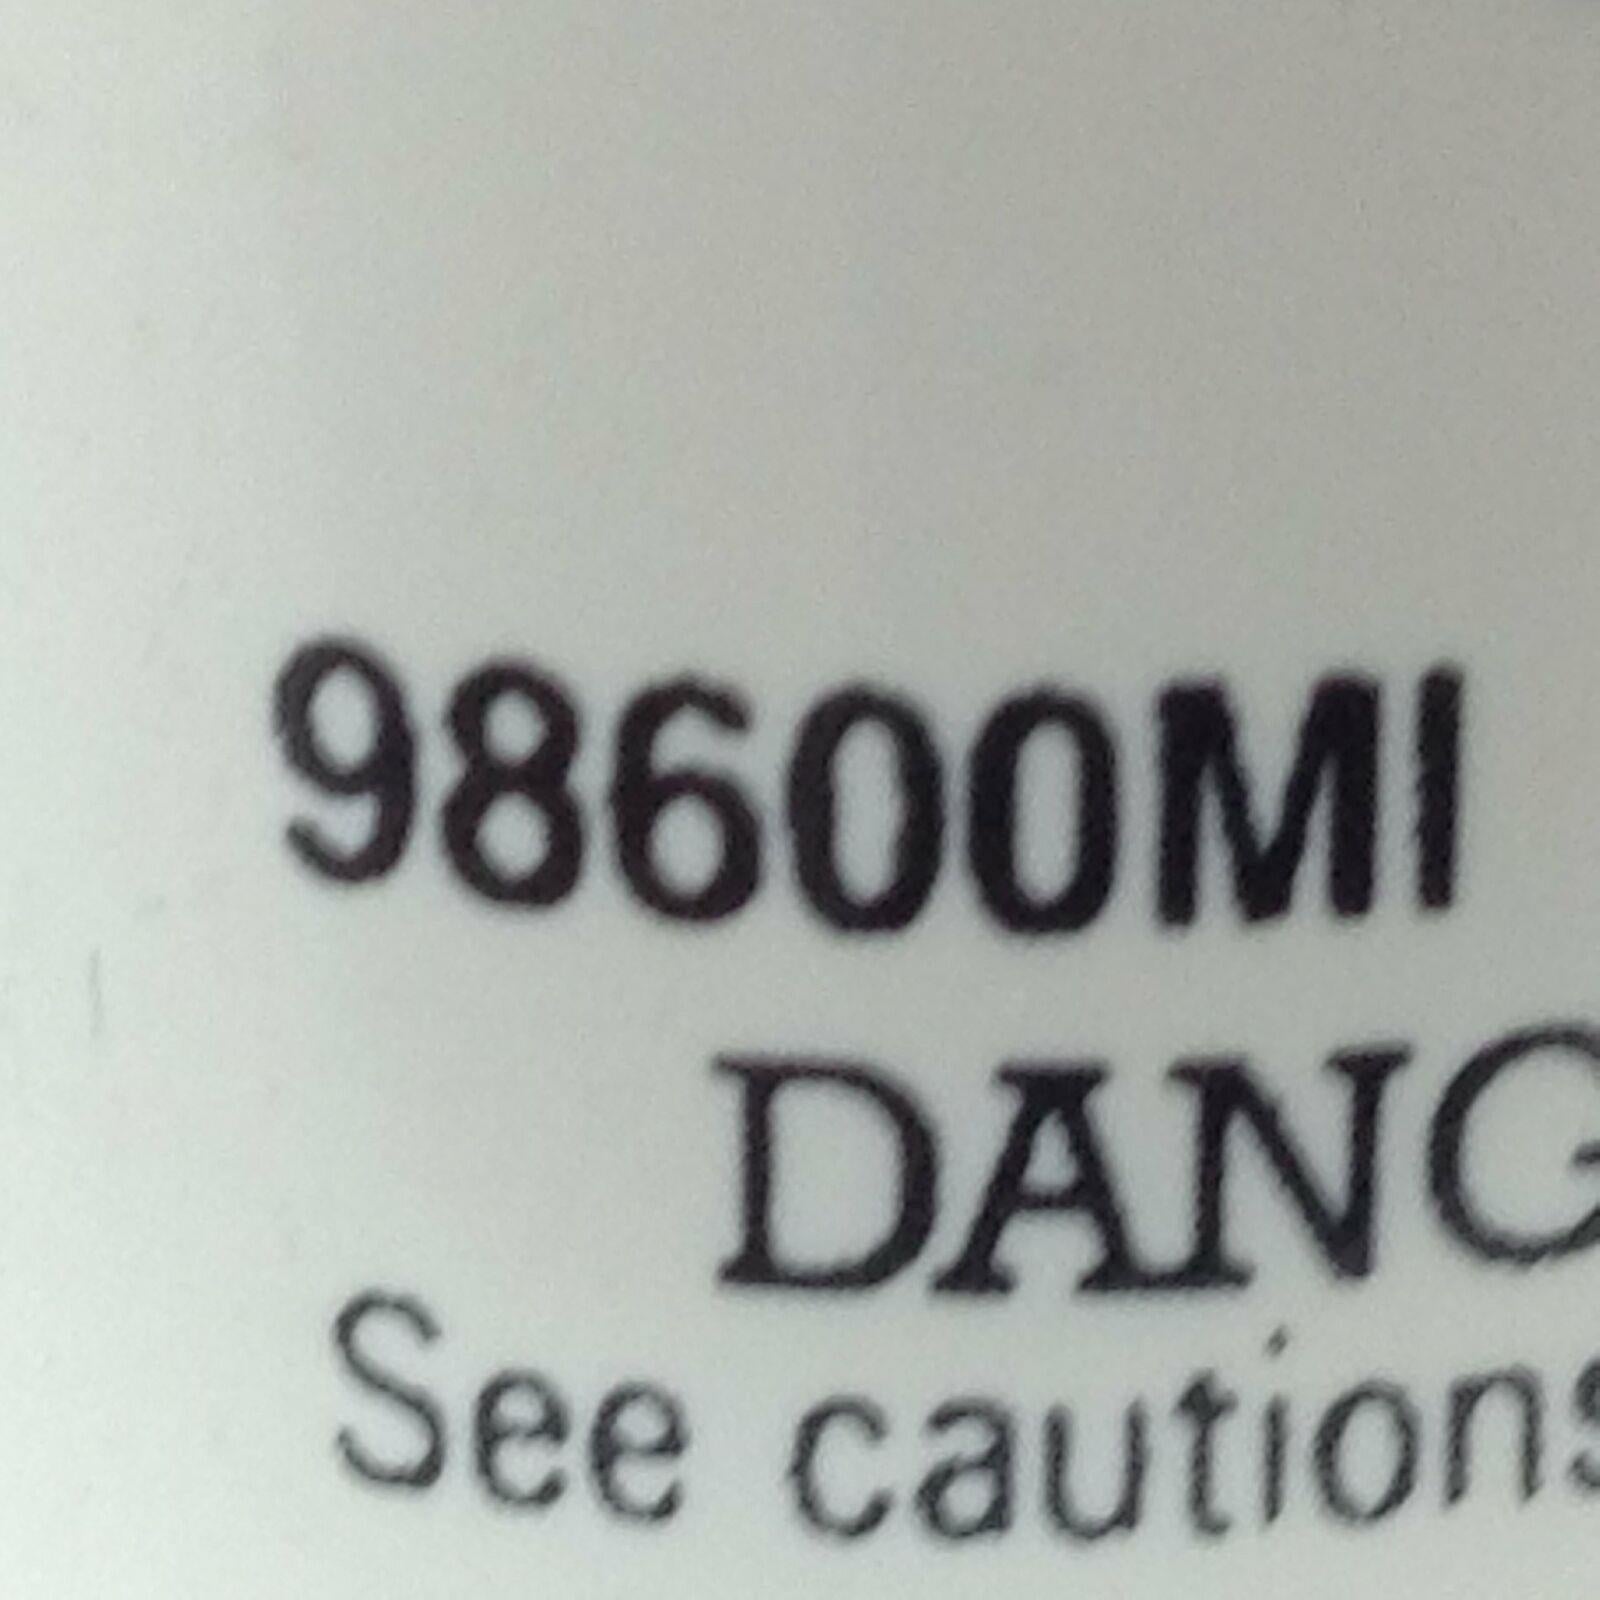 98600MI
DANG
See cautions